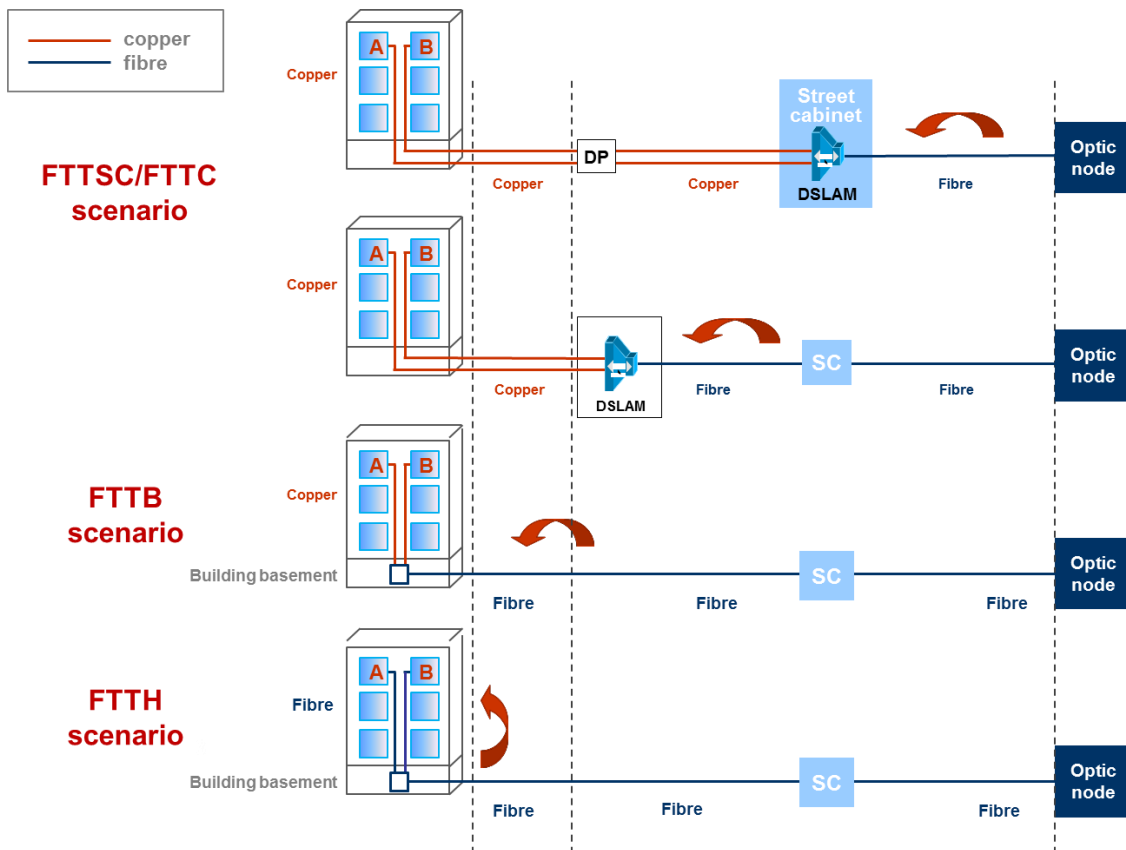 copper
fibre
FTTSC/FTTC
scenario
A B
Copper
Copper
DP
Copper
Street
cabinet
DSLAM
Fibre
Optic
node
A B
Copper
Copper
DSLAM
Fibre
SC
Fibre
Optic
node
FTTB
scenario
A B
Copper
Building basement
Fibre
Fibre
SC
Fibre
Optic
node
FTTH
scenario
A B
Fibre
Building basement
Fibre
Fibre
SC
Fibre
Optic
node